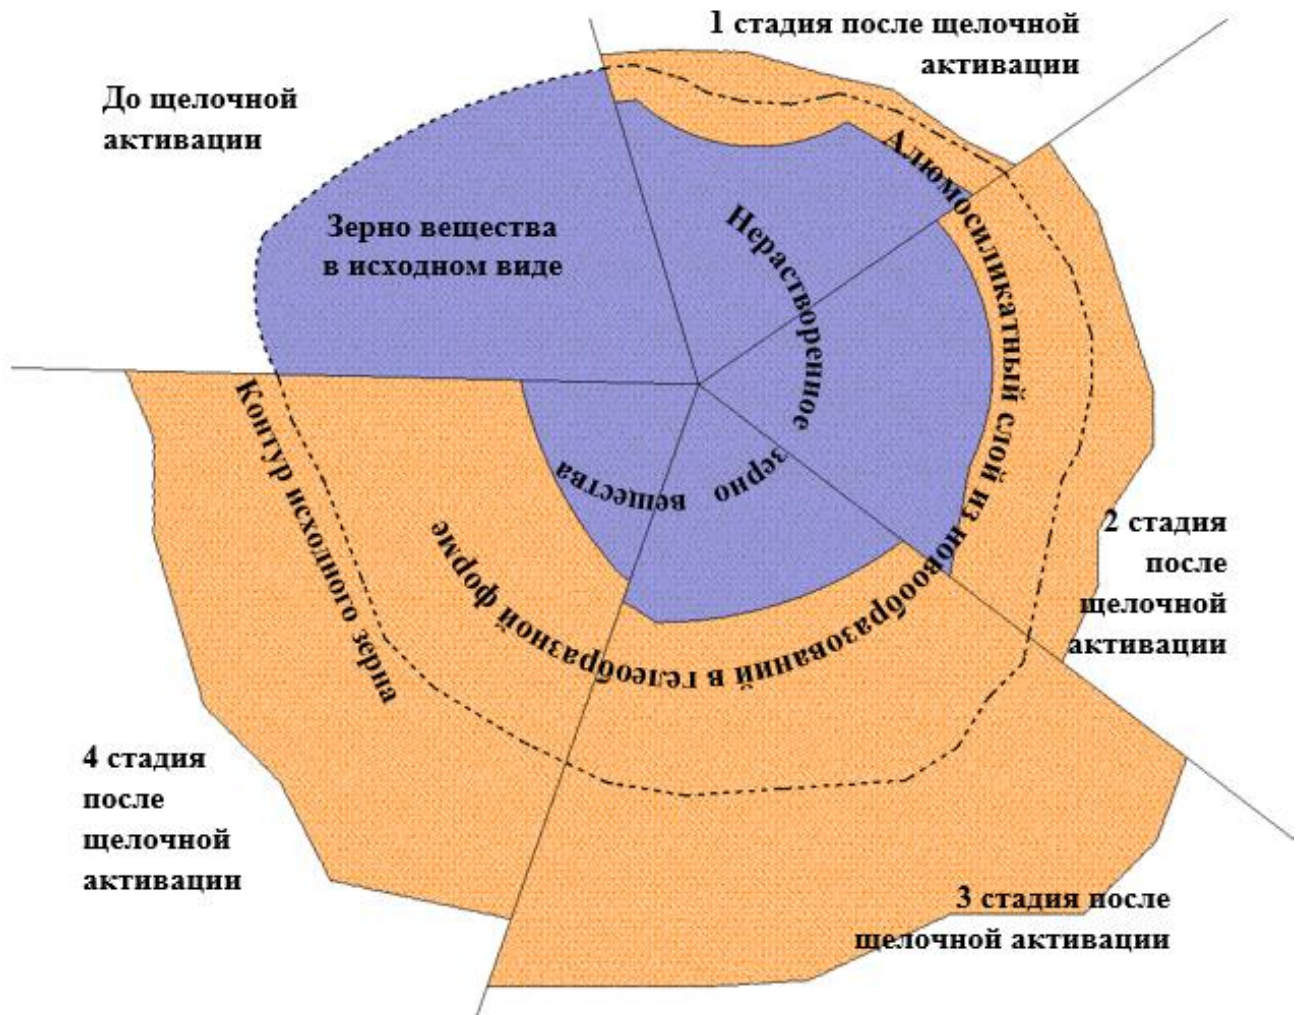 1 стадия после щелочной
активации
До щелочной
активации
Зерно вещества
в исходном виде
Алюмосиликатный слой из новообразований в гелеобразной форме
Нерастворенное зерно вещества
Контур исходного зерна
2 стадия
после
щелочной
активации
4 стадия
после
щелочной
активации
3 стадия после
щелочной активации